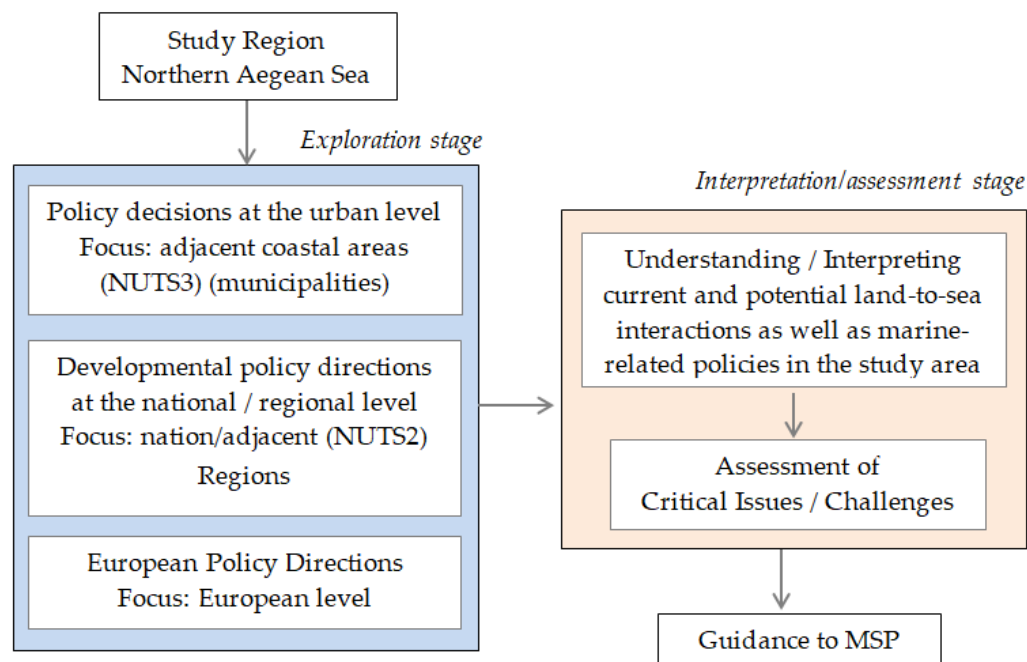 Study Region
Northern Aegean Sea
Exploration stage
Policy decisions at the urban level
Focus: adjacent coastal areas
(NUTS3) (municipalities)
Developmental policy directions
at the national / regional level
Focus: nation/adjacent (NUTS2)
Regions
European Policy Directions
Focus: European level
Interpretation/assessment stage
Understanding / Interpreting
current and potential land-to-sea
interactions as well as marine-
related policies in the study area
Assessment of
Critical Issues / Challenges
Guidance to MSP